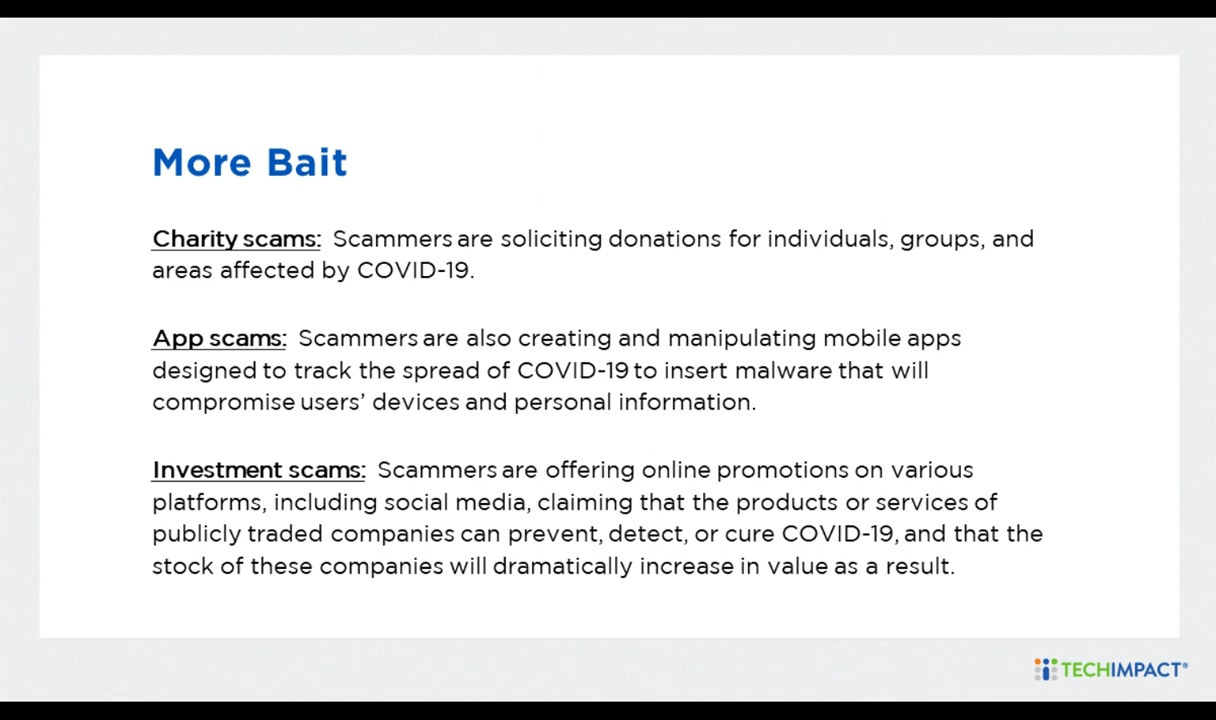 More Bait
Charity scams: Scammers are soliciting donations for individuals, groups, and
areas affected by COVID-19.
App scams: Scammers are also creating and manipulating mobile apps
designed to track the spread of COVID-19 to insert malware that will
compromise users’ devices and personal information.
Investment scams: Scammers are offering online promotions on various
platforms, including social media, claiming that the products or services of
publicly traded companies can prevent, detect, or cure COVID-19, and that the
stock of these companies will dramatically increase in value as a result.
TECHIMPACT®